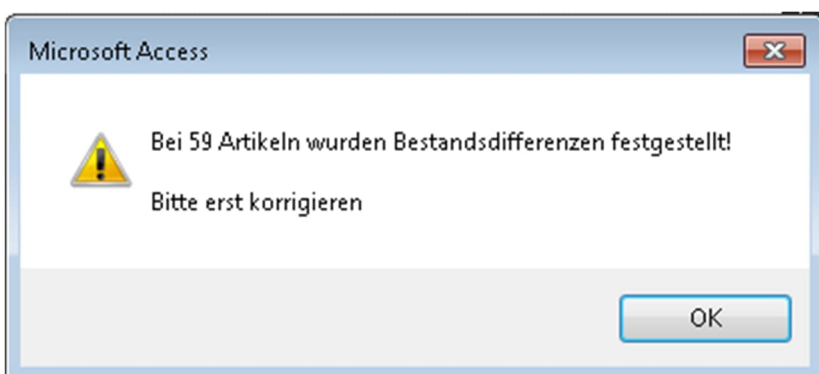 Microsoft Access
Bei 59 Artikeln wurden Bestandsdifferenzen festgestellt!
Bitte erst korrigieren
OK